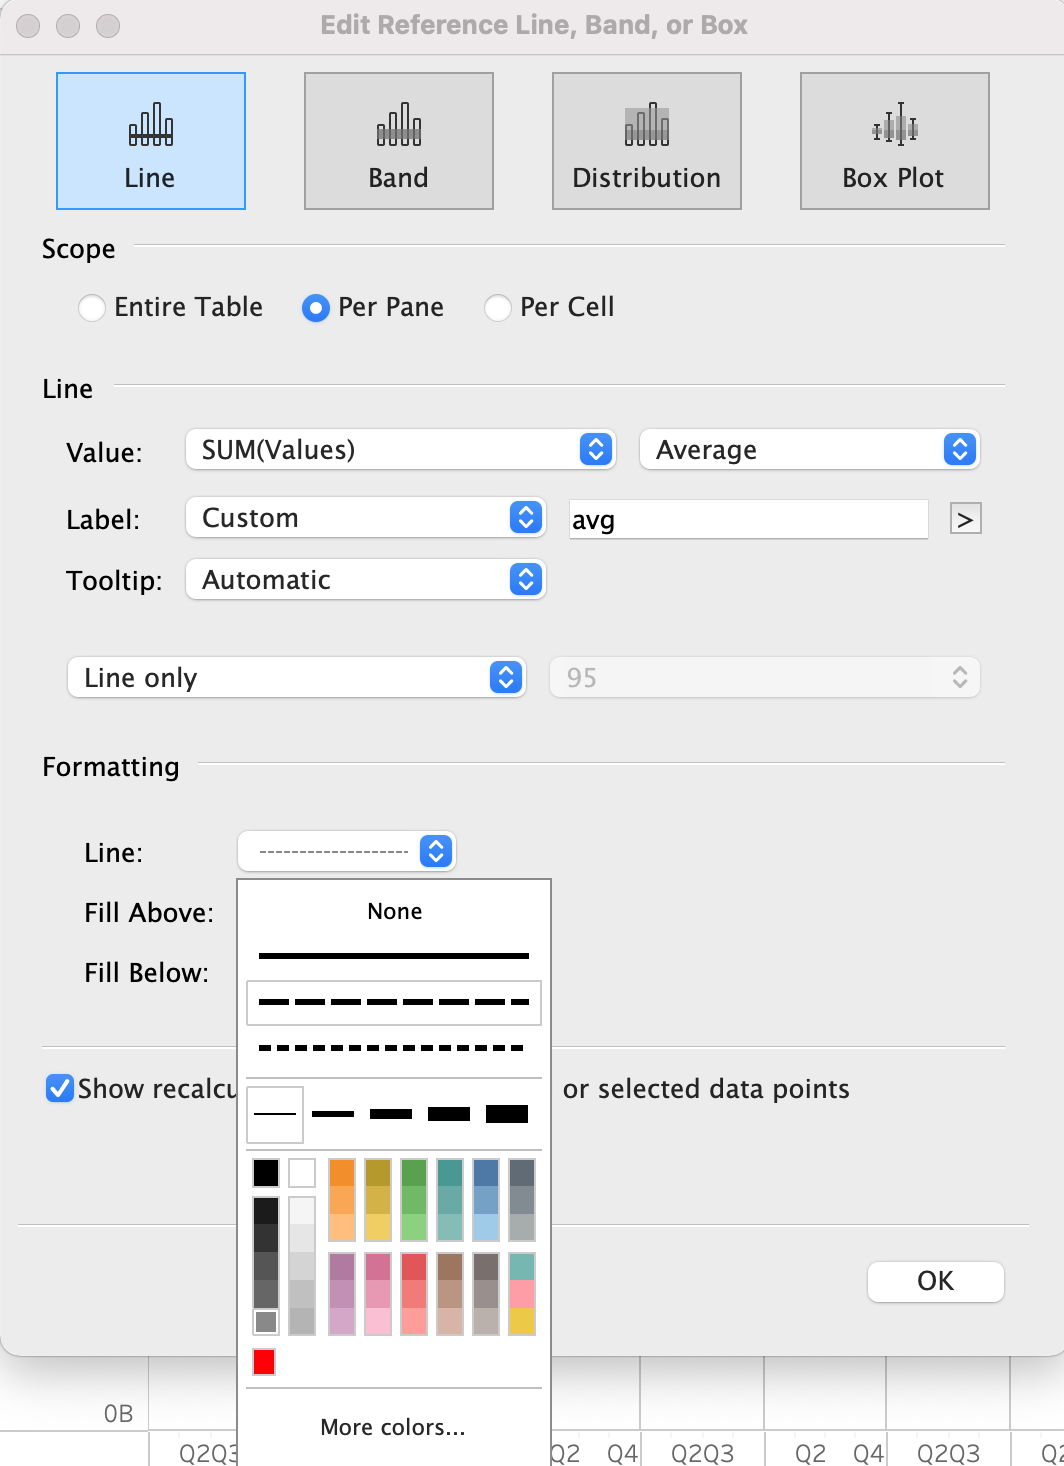 Edit Reference Line, Band, or Box
Line Band Distribution Box Plot
Scope
Entire Table Per Pane Per Cell
Line
Value: SUM(Values) Average
Label: Custom avg >
Tooltip: Automatic
Line only 95
Formatting
Line:
None
Fill Above:
Fill Below:
Show recalcu or selected data points
OK
0B
More colors...
Q2Q3 Q2 Q4 Q2Q3 Q2 Q4 Q2Q3